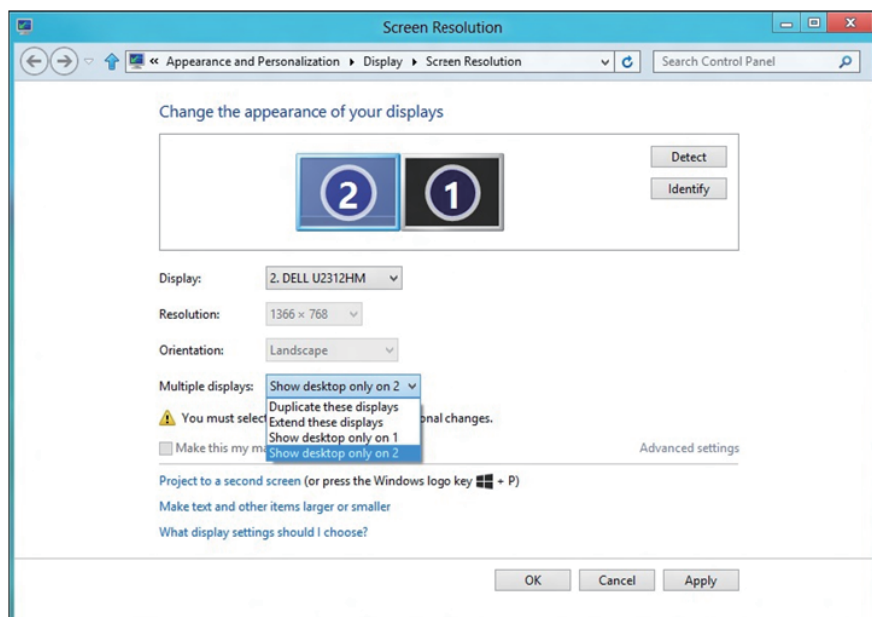 Screen Resolution
« Appearance and Personalization ▸ Display ▸ Screen Resolution
Search Control Panel
Change the appearance of your displays
2
1
Detect
Identify
Display: 2. DELL U2312HM
Resolution: 1366 × 768
Orientation: Landscape
Multiple displays: Show desktop only on 2
Duplicate these displays
You must select onal changes.
Extend these displays
Show desktop only on 1
Make this my ma
Show desktop only on 2
Advanced settings
Project to a second screen (or press the Windows logo key + P)
Make text and other items larger or smaller
What display settings should I choose?
OK Cancel Apply